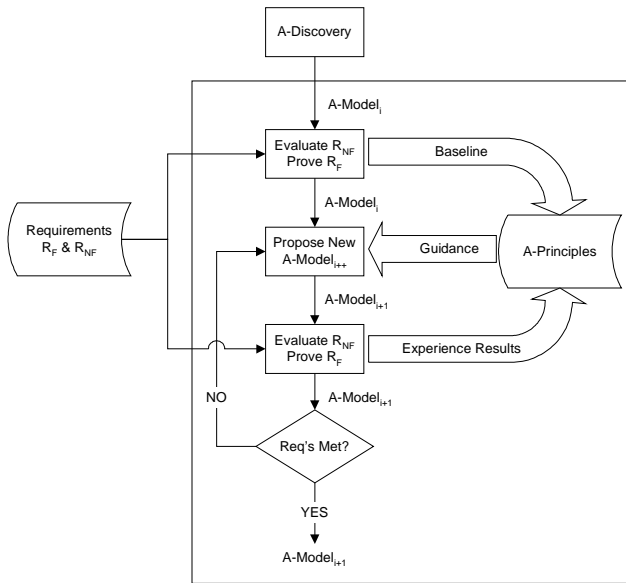 A-Discovery
A-Model_i
Evaluate R_NF
Prove R_F
Baseline
A-Model_i
Requirements
R_F & R_NF
Propose New
A-Model_i++
Guidance
A-Principles
A-Model_i+1
Evaluate R_NF
Prove R_F
Experience Results
NO
A-Model_i+1
Req's Met?
YES
A-Model_i+1